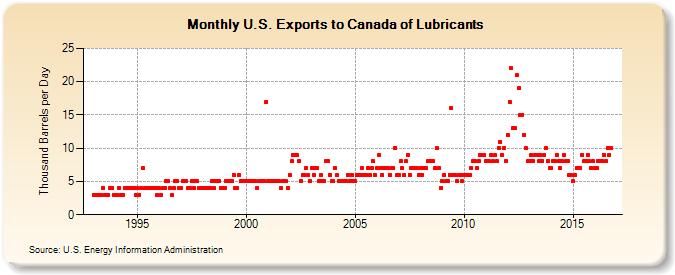 Monthly U.S. Exports to Canada of Lubricants
Thousand Barrels per Day
25
20
15
10
5
0
1995 2000 2005 2010 2015
Source: U.S. Energy Information Administration